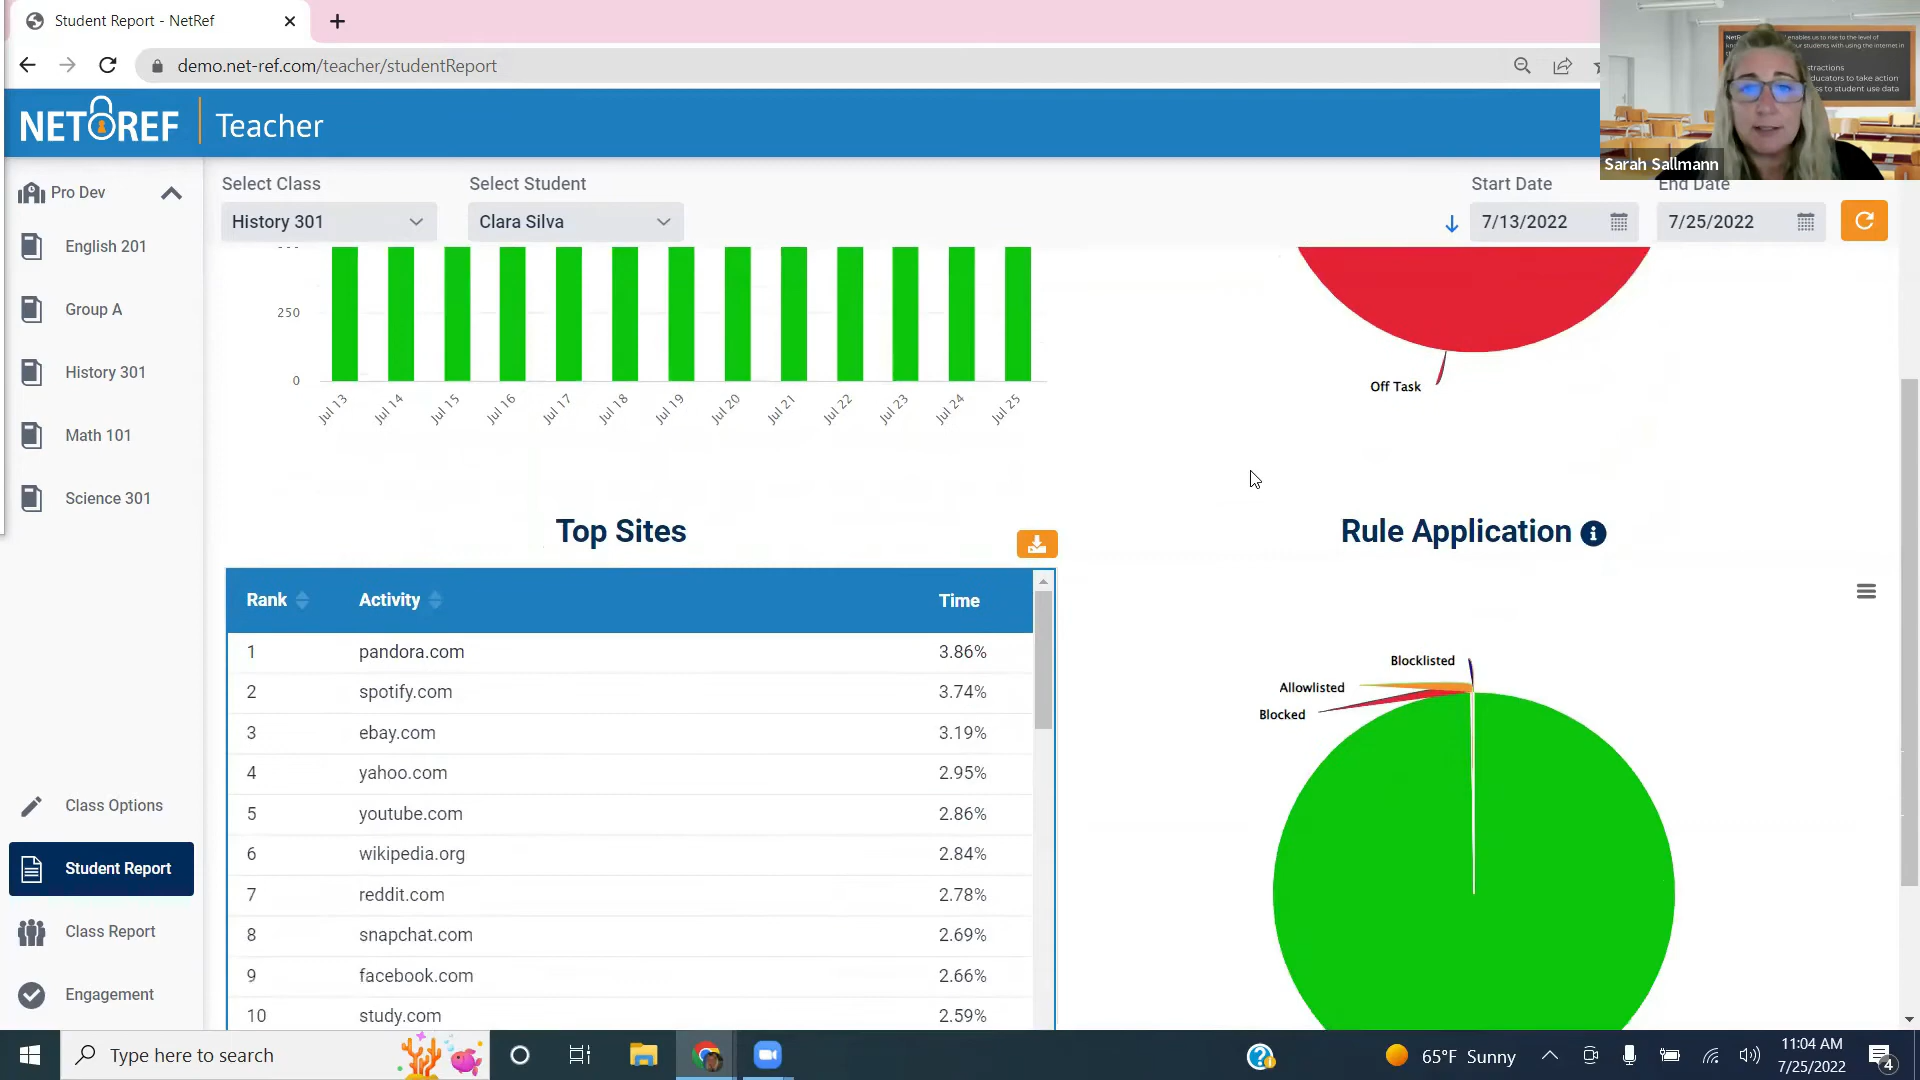 Student Report - NetRef
demo.net-ref.com/teacher/studentReport
NETREF Teacher
Sarah Sallmann
Pro Dev
English 201
Group A
History 301
Math 101
Science 301
Class Options
Student Report
Class Report
Engagement
Select Class
History 301
Select Student
Clara Silva
Start Date
7/13/2022
End Date
7/25/2022
250
0
Jul 13 Jul 14 Jul 15 Jul 16 Jul 17 Jul 18 Jul 19 Jul 20 Jul 21 Jul 22 Jul 23 Jul 24 Jul 25
Off Task
Top Sites
Rank Activity Time
1 pandora.com 3.86%
2 spotify.com 3.74%
3 ebay.com 3.19%
4 yahoo.com 2.95%
5 youtube.com 2.86%
6 wikipedia.org 2.84%
7 reddit.com 2.78%
8 snapchat.com 2.69%
9 facebook.com 2.66%
10 study.com 2.59%
Rule Application
Blocklisted
Allowlisted
Blocked
Type here to search
65°F Sunny
11:04 AM
7/25/2022
4